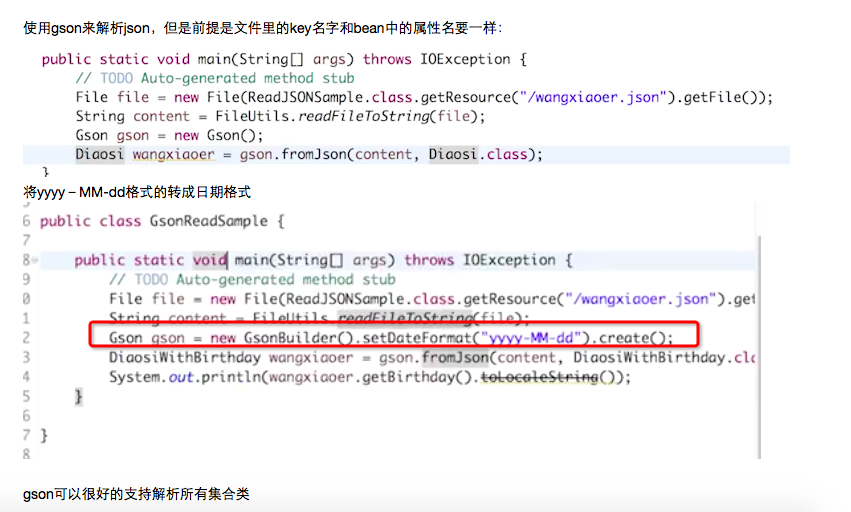 使用gson来解析json，但是前提是文件里的key名字和bean中的属性名要一样：
public static void main(String[] args) throws IOException {
// TODO Auto-generated method stub
File file = new File(ReadJSONSample.class.getResource("/wangxiaoer.json").getFile());
String content = FileUtils.readFileToString(file);
Gson gson = new Gson();
Diaosi wangxiaoer = gson.fromJson(content, Diaosi.class);
}
将yyyy – MM-dd格式的转成日期格式
6 public class GsonReadSample {
7
8 public static void main(String[] args) throws IOException {
9 // TODO Auto-generated method stub
0 File file = new File(ReadJSONSample.class.getResource("/wangxiaoer.json").get
1 String content = FileUtils.readFileToString(file);
2 Gson gson = new GsonBuilder().setDateFormat("yyyy-MM-dd").create();
3 DiaosiWithBirthday wangxiaoer = gson.fromJson(content, DiaosiWithBirthday.cl
4 System.out.println(wangxiaoer.getBirthday().toLocaleString());
5 }
6
7 }
8
gson可以很好的支持解析所有集合类